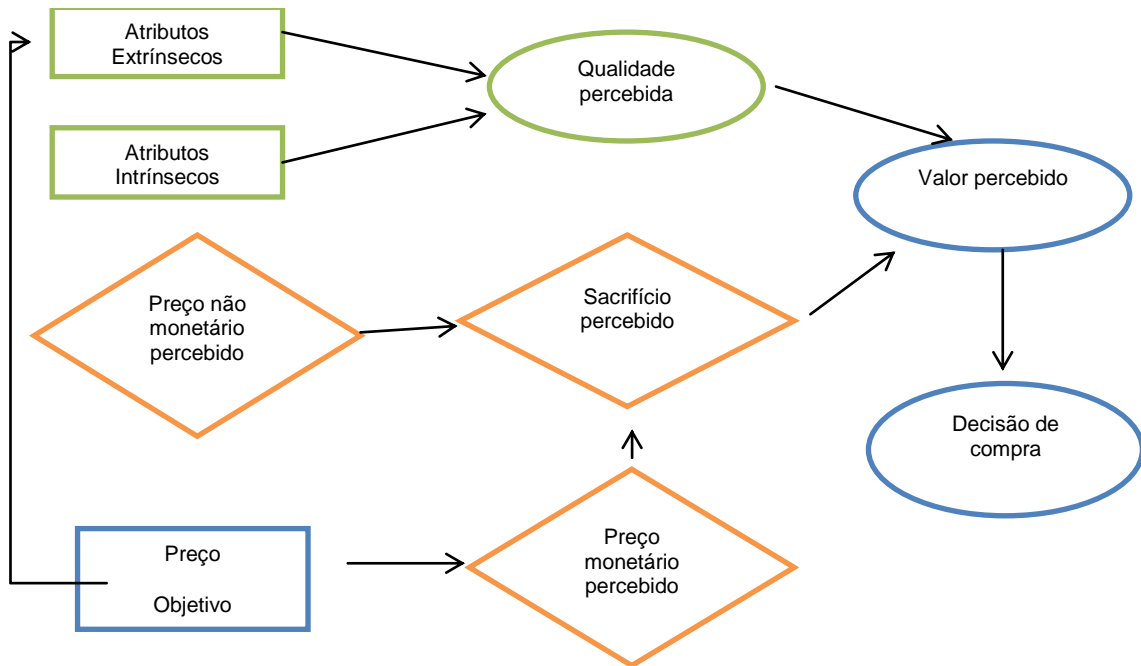 Atributos
Extrínsecos
Qualidade
percebida
Atributos
Intrínsecos
Valor percebido
Preço não
monetário
percebido
Sacrifício
percebido
Decisão de
compra
Preço
Objetivo
Preço
monetário
percebido